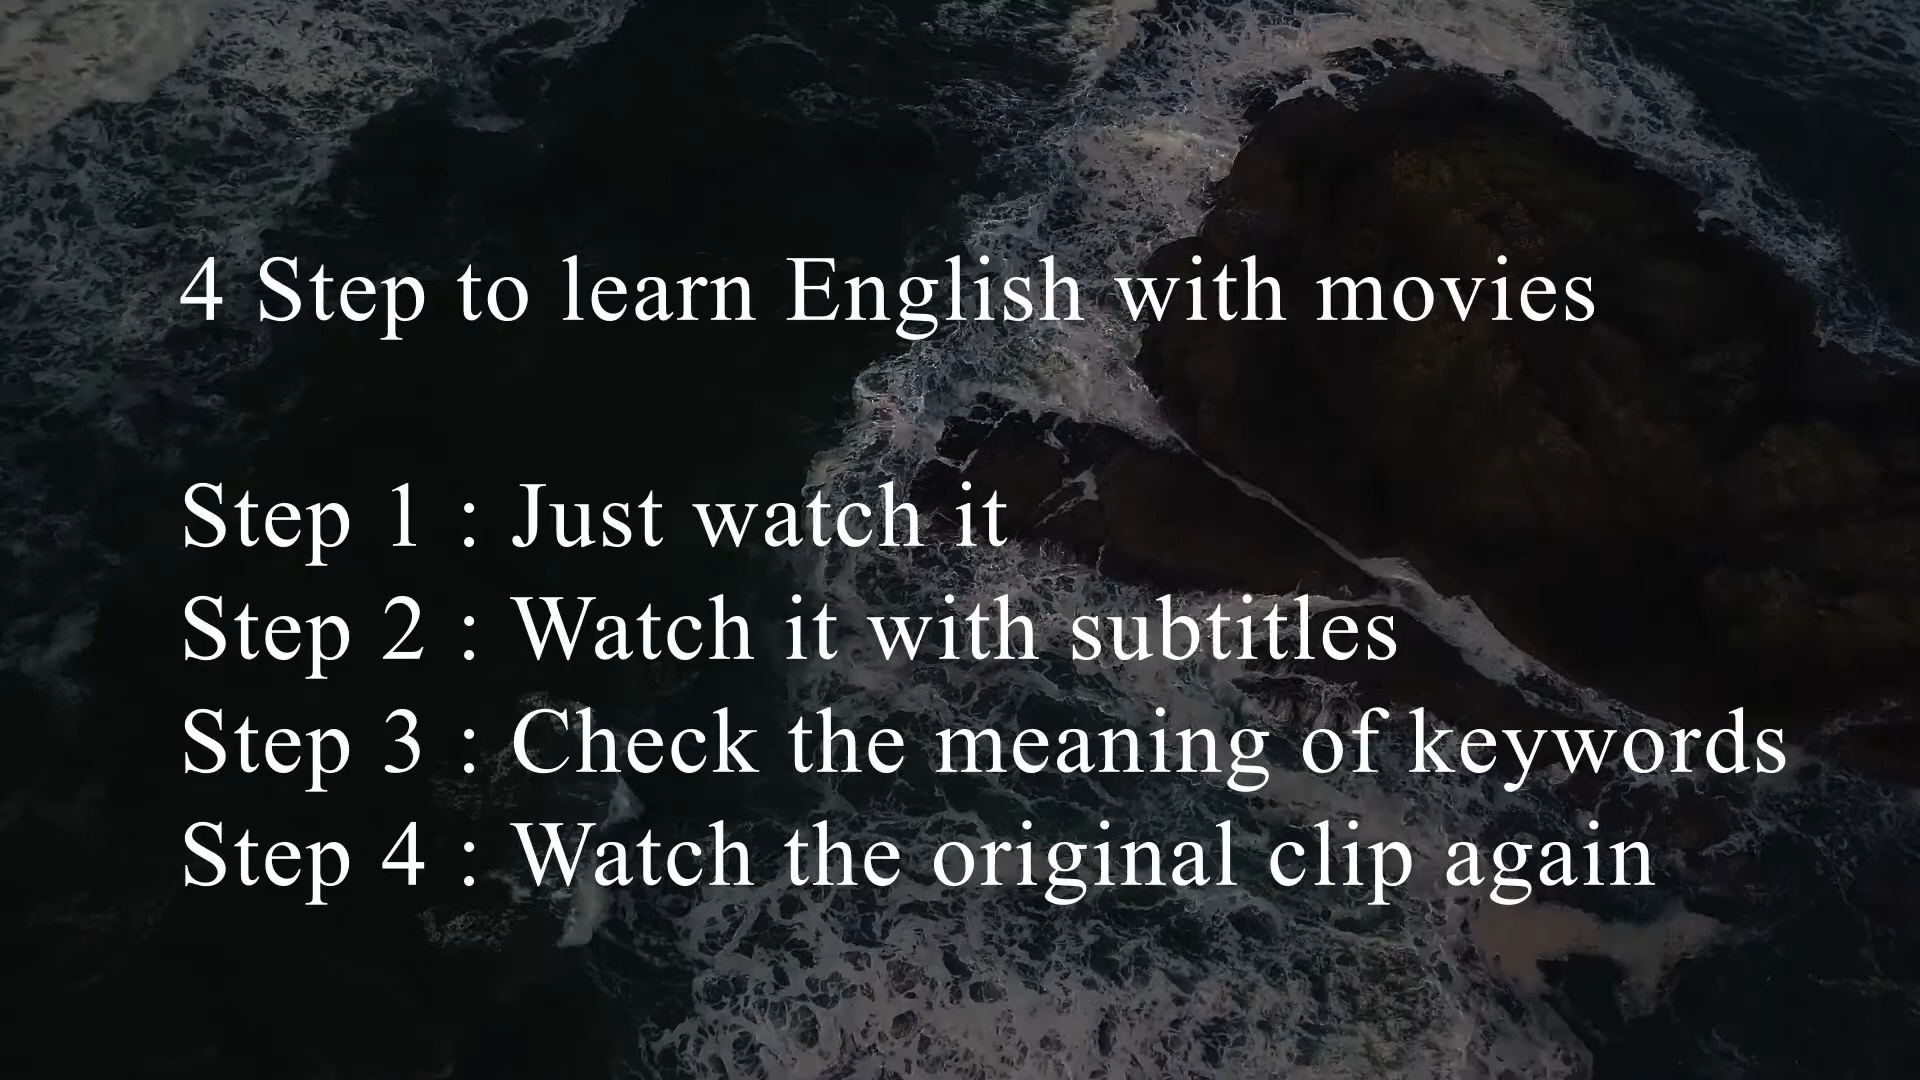 4 Step to learn English with movies
Step 1 : Just watch it
Step 2 : Watch it with subtitles
Step 3 : Check the meaning of keywords
Step 4 : Watch the original clip again